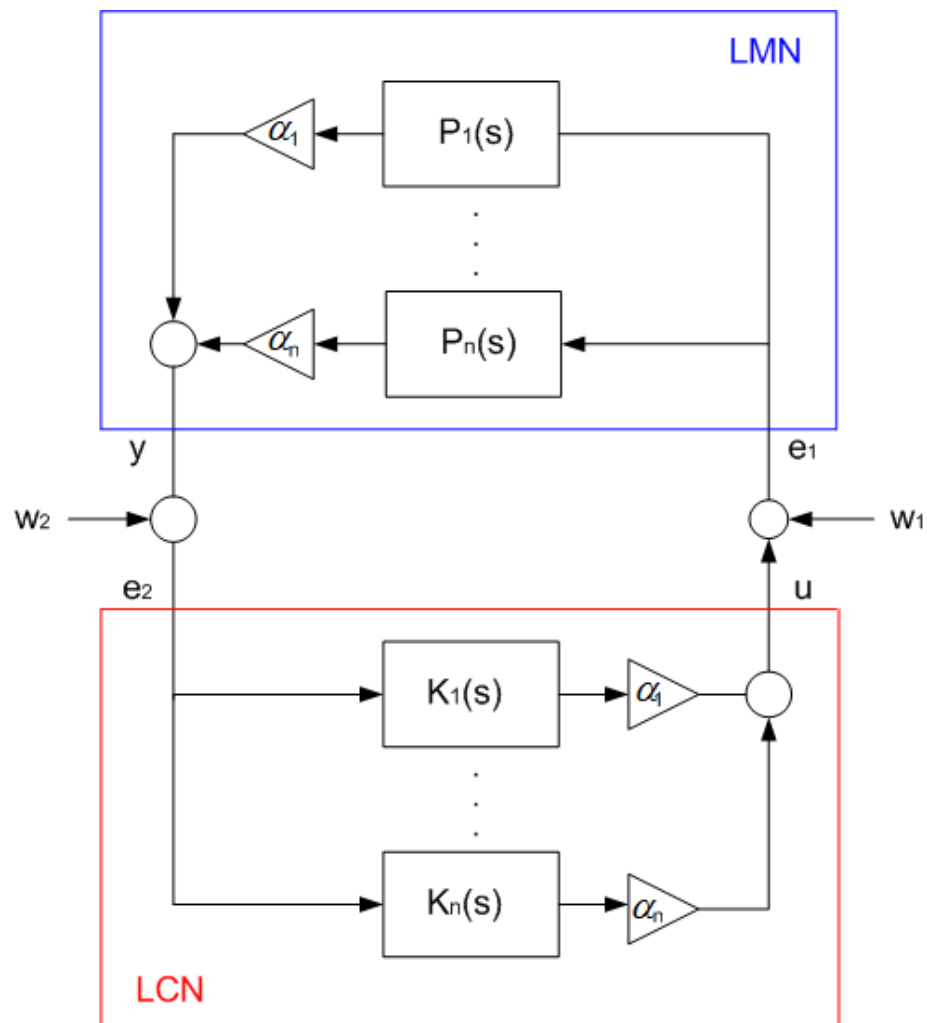 LMN
α₁ P₁(s)
αₙ Pₙ(s)
y e₁
w₂ w₁
e₂ u
K₁(s) α₁
Kₙ(s) αₙ
LCN